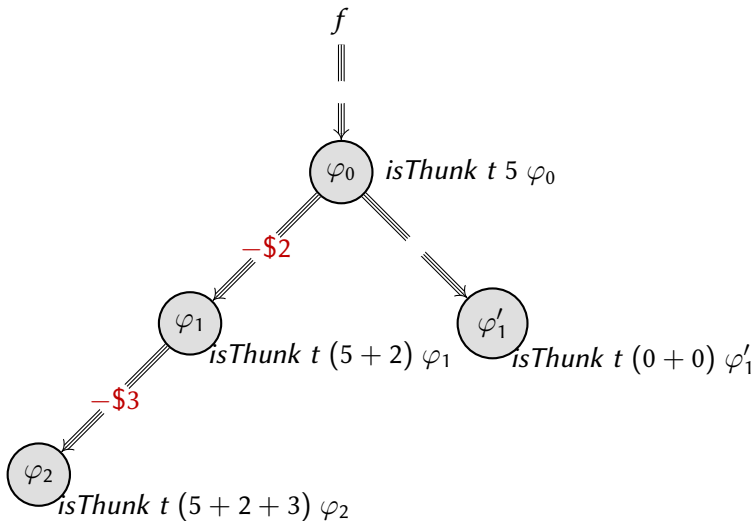 f
φ₀ isThunk t 5 φ₀
−$2
φ₁ φ′₁
isThunk t (5 + 2) φ₁ isThunk t (0 + 0) φ′₁
−$3
φ₂
isThunk t (5 + 2 + 3) φ₂